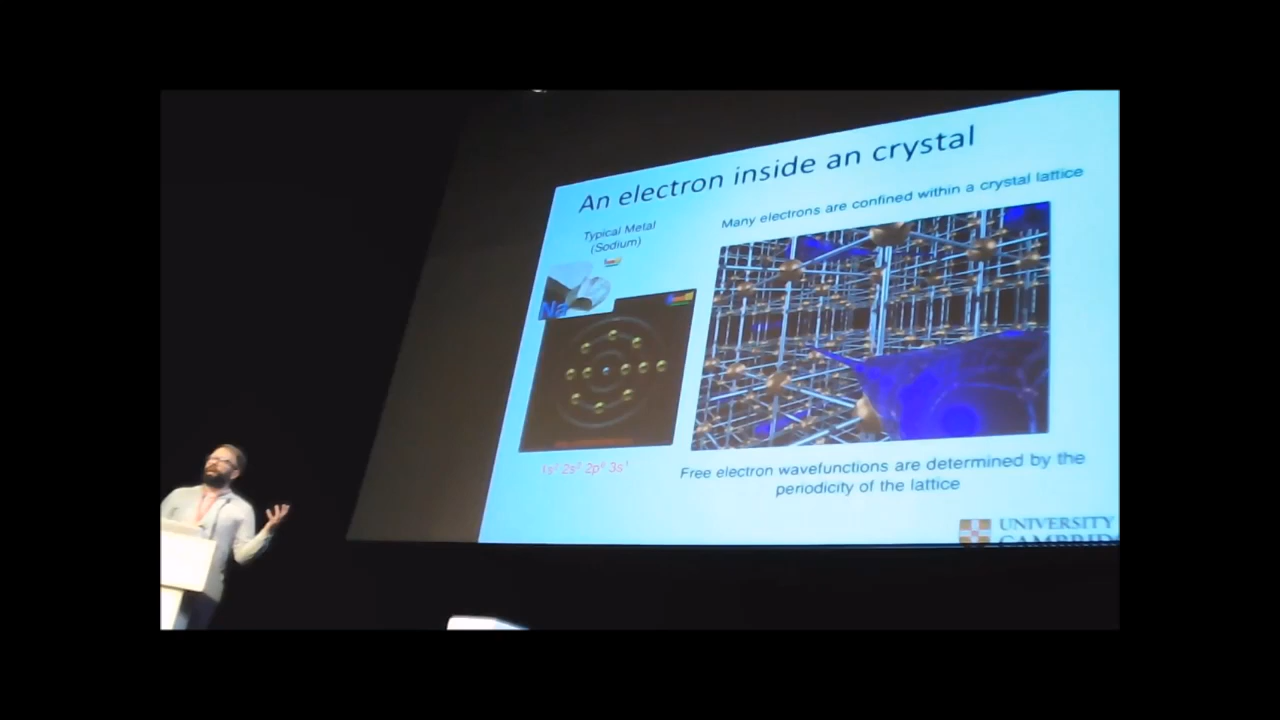 An electron inside an crystal
Typical Metal
(Sodium)
Many electrons are confined within a crystal lattice
Na
1s² 2s² 2p⁶ 3s¹
Free electron wavefunctions are determined by the
periodicity of the lattice
UNIVERSITY
CAMBRID